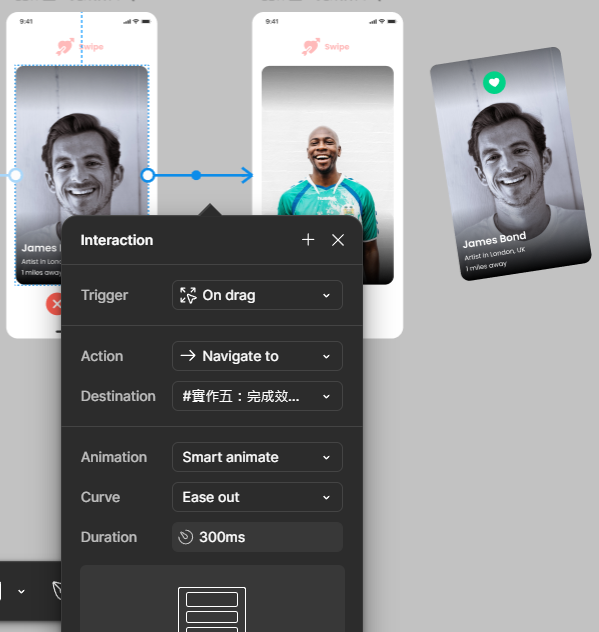 9:41
Swipe
James
Artist in Lond
1 miles away
9:41
Swipe
James Bond
Artist in London, UK
1 miles away
Interaction
Trigger
On drag
Action
Navigate to
Destination
#實作五：完成效...
Animation
Smart animate
Curve
Ease out
Duration
300ms